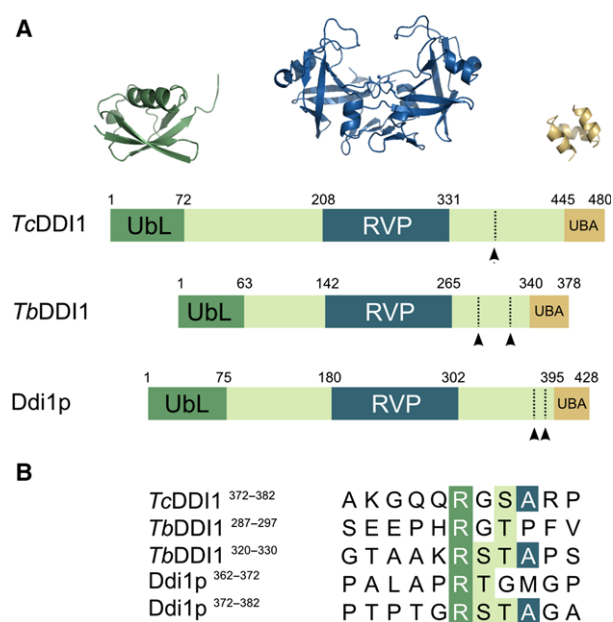 A
1 72 208 331 445 480
TcDDI1 UbL RVP UBA
1 63 142 265 340 378
TbDDI1 UbL RVP UBA
1 75 180 302 395 428
Ddi1p UbL RVP UBA
B
TcDDI1 372–382 A K G Q Q R G S A R P
TbDDI1 287–297 S E E P H R G T P F V
TbDDI1 320–330 G T A A K R S T A P S
Ddi1p 362–372 P A L A P R T G M G P
Ddi1p 372–382 P T P T G R S T A G A